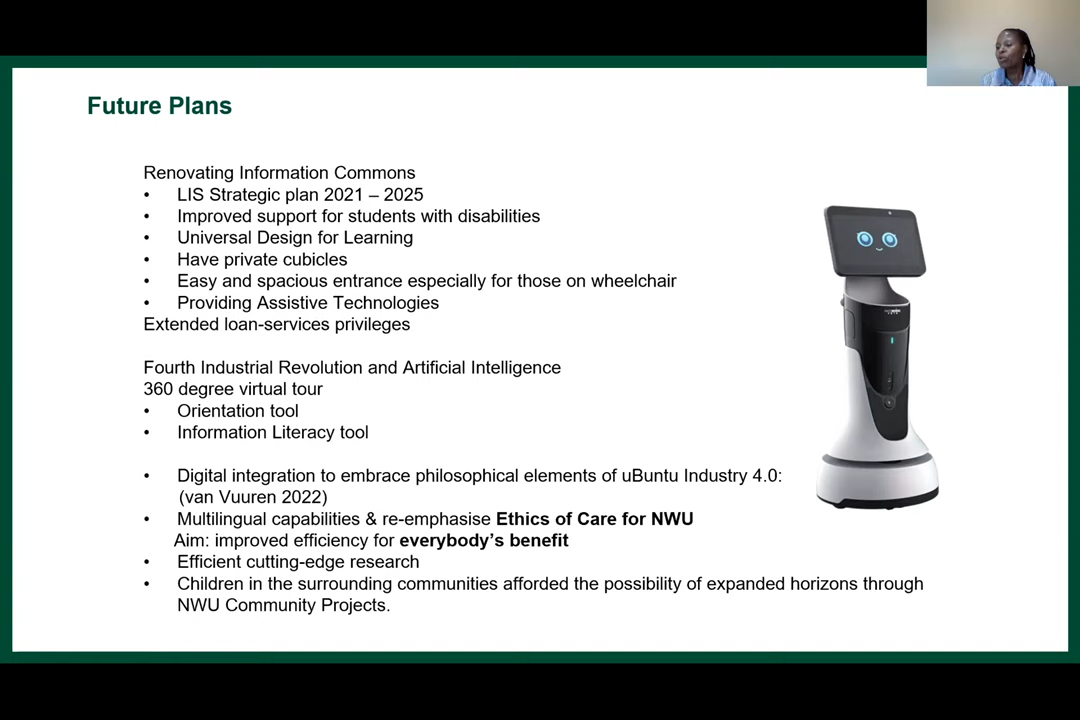 Future Plans
Renovating Information Commons
• LIS Strategic plan 2021 – 2025
• Improved support for students with disabilities
• Universal Design for Learning
• Have private cubicles
• Easy and spacious entrance especially for those on wheelchair
• Providing Assistive Technologies
Extended loan-services privileges
Fourth Industrial Revolution and Artificial Intelligence
360 degree virtual tour
• Orientation tool
• Information Literacy tool
• Digital integration to embrace philosophical elements of uBuntu Industry 4.0:
(van Vuuren 2022)
• Multilingual capabilities & re-emphasise Ethics of Care for NWU
Aim: improved efficiency for everybody's benefit
• Efficient cutting-edge research
• Children in the surrounding communities afforded the possibility of expanded horizons through
NWU Community Projects.